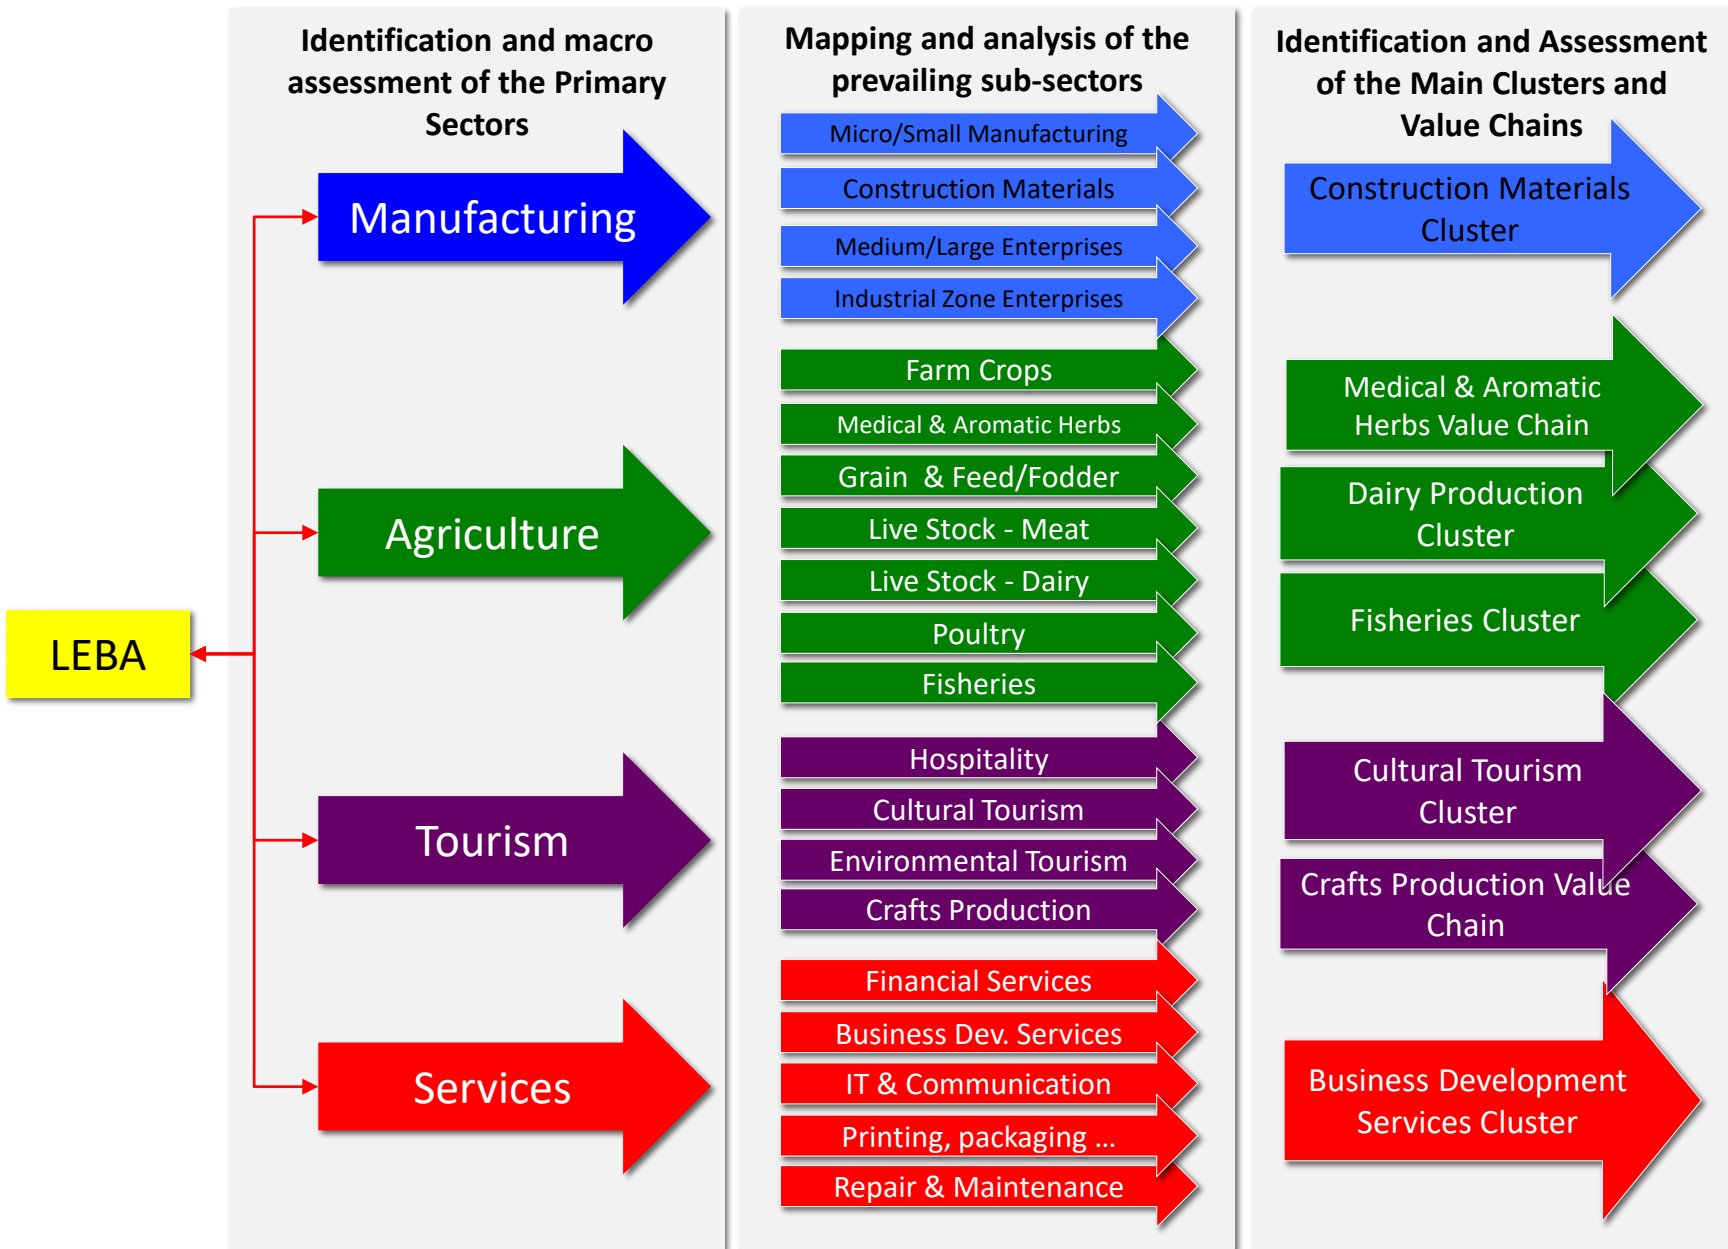 Identification and macro
assessment of the Primary
Sectors
Mapping and analysis of the
prevailing sub-sectors
Identification and Assessment
of the Main Clusters and
Value Chains
LEBA
Manufacturing
Agriculture
Tourism
Services
Micro/Small Manufacturing
Construction Materials
Medium/Large Enterprises
Industrial Zone Enterprises
Farm Crops
Medical & Aromatic Herbs
Grain & Feed/Fodder
Live Stock - Meat
Live Stock - Dairy
Poultry
Fisheries
Hospitality
Cultural Tourism
Environmental Tourism
Crafts Production
Financial Services
Business Dev. Services
IT & Communication
Printing, packaging ...
Repair & Maintenance
Construction Materials
Cluster
Medical & Aromatic
Herbs Value Chain
Dairy Production
Cluster
Fisheries Cluster
Cultural Tourism
Cluster
Crafts Production Value
Chain
Business Development
Services Cluster